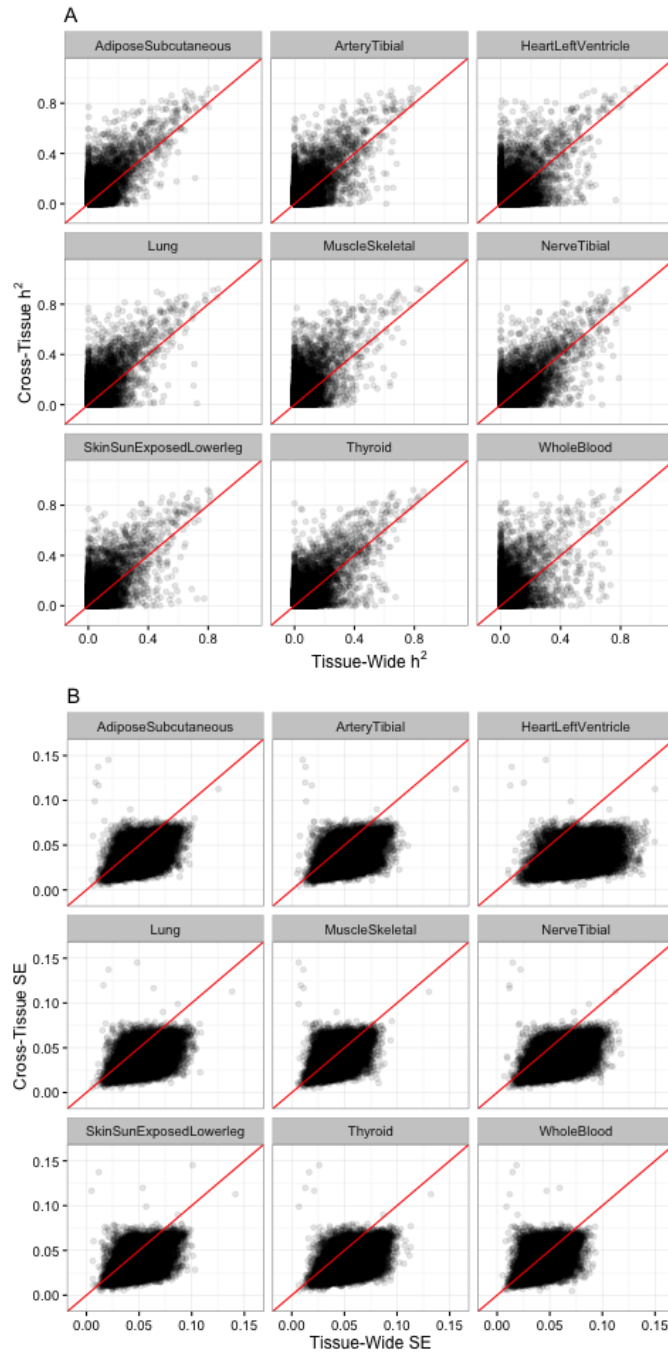 A
AdiposeSubcutaneous ArteryTibial HeartLeftVentricle
0.8
0.4
0.0
Lung MuscleSkeletal NerveTibial
Cross-Tissue h²
0.8
0.4
0.0
SkinSunExposedLowerleg Thyroid WholeBlood
0.8
0.4
0.0
0.0 0.4 0.8 0.0 0.4 0.8 0.0 0.4 0.8
Tissue-Wide h²
B
AdiposeSubcutaneous ArteryTibial HeartLeftVentricle
0.15
0.10
0.05
0.00
Lung MuscleSkeletal NerveTibial
Cross-Tissue SE
0.15
0.10
0.05
0.00
SkinSunExposedLowerleg Thyroid WholeBlood
0.15
0.10
0.05
0.00
0.00 0.05 0.10 0.15 0.00 0.05 0.10 0.15 0.00 0.05 0.10 0.15
Tissue-Wide SE